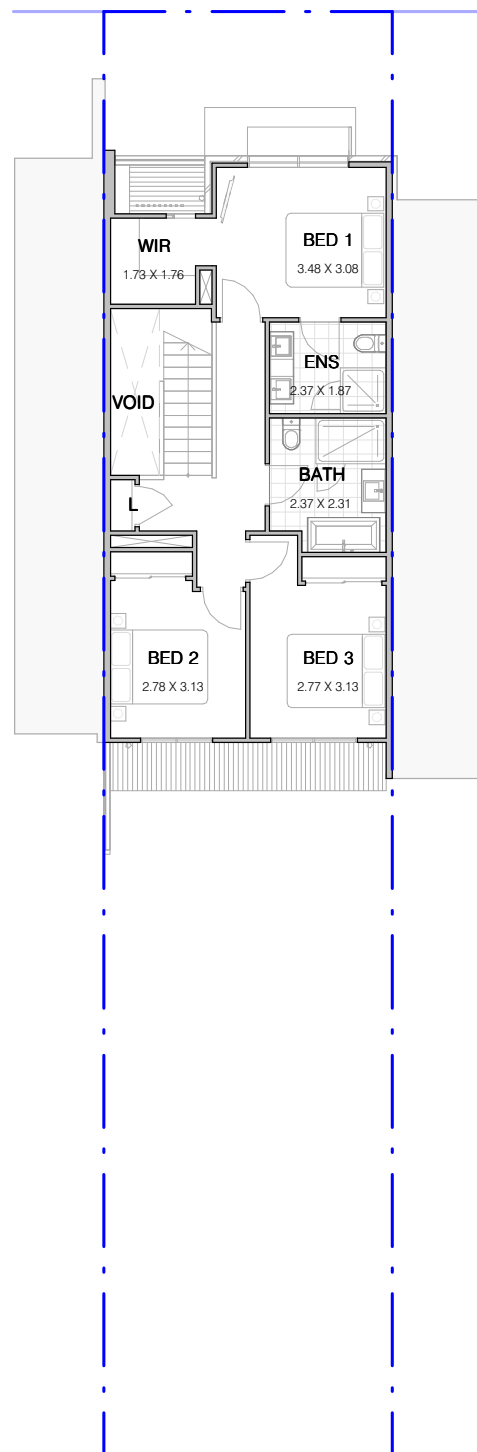 WIR
1.73 X 1.76
BED 1
3.48 X 3.08
ENS
2.37 X 1.87
VOID
BATH
2.37 X 2.31
L
BED 2
2.78 X 3.13
BED 3
2.77 X 3.13